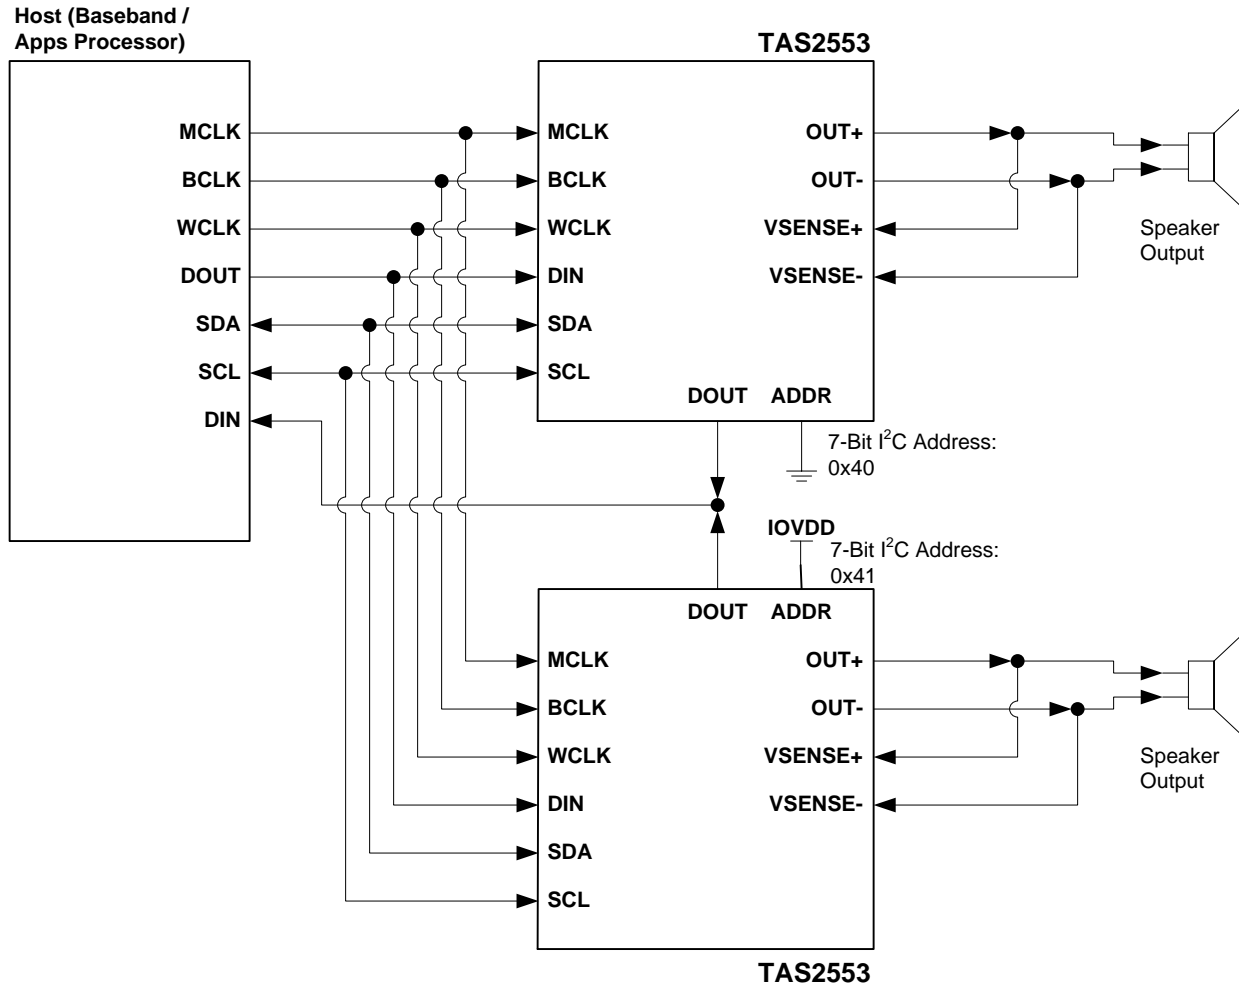 Host (Baseband /
Apps Processor)
MCLK
BCLK
WCLK
DOUT
SDA
SCL
DIN
TAS2553
MCLK
BCLK
WCLK
DIN
SDA
SCL
OUT+
OUT-
VSENSE+
VSENSE-
DOUT ADDR
Speaker
Output
7-Bit I²C Address:
0x40
IOVDD
7-Bit I²C Address:
0x41
DOUT ADDR
MCLK
BCLK
WCLK
DIN
SDA
SCL
OUT+
OUT-
VSENSE+
VSENSE-
Speaker
Output
TAS2553